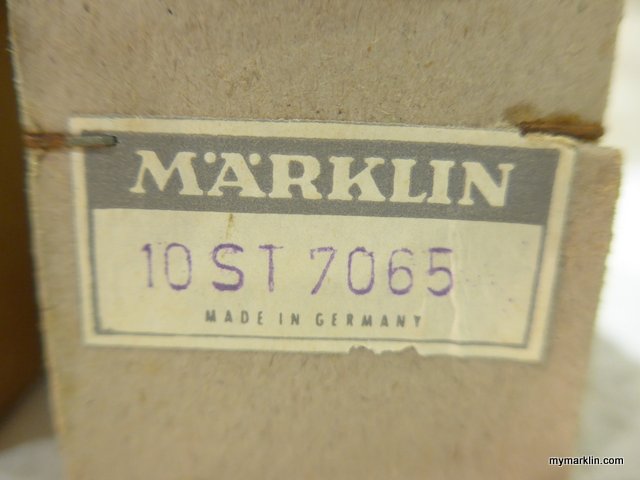 MÄRKLIN
10 ST 7065
MADE IN GERMANY
mymarklin.com